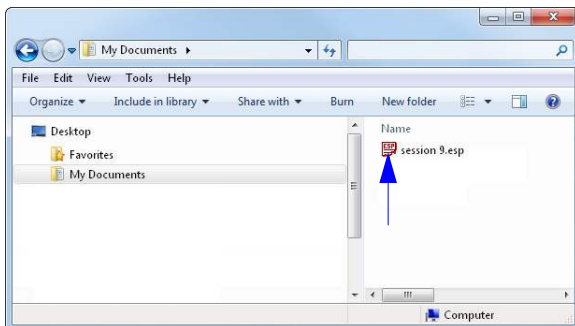 My Documents
File Edit View Tools Help
Organize Include in library Share with Burn New folder
Desktop
Favorites
My Documents
Name
ESP session 9.esp
Computer